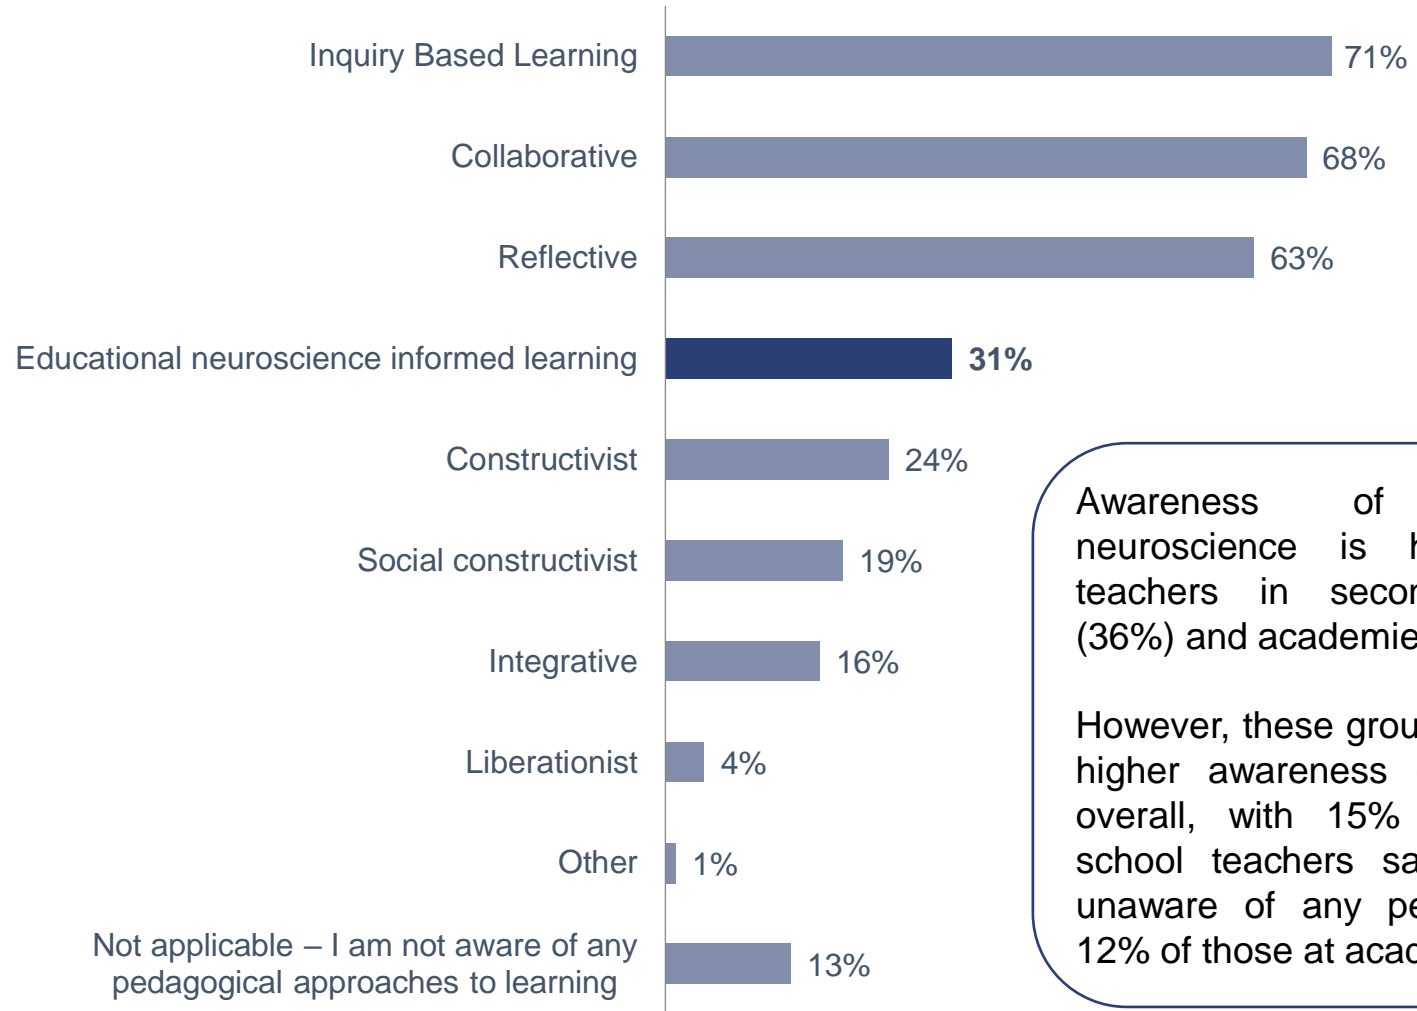 Inquiry Based Learning 71%
Collaborative 68%
Reflective 63%
Educational neuroscience informed learning 31%
Constructivist 24%
Social constructivist 19%
Integrative 16%
Liberationist 4%
Other 1%
Not applicable – I am not aware of any
pedagogical approaches to learning 13%
Awareness of
neuroscience is
teachers in
(36%) and
However, these
higher awareness
overall, with 15%
school teachers
unaware of any
12% of those at